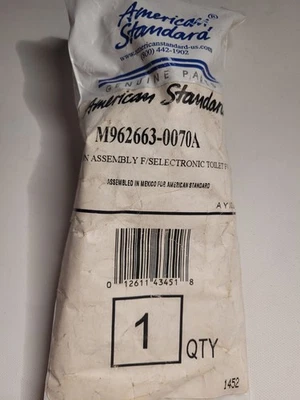 American
Standard®
www.americanstandard-us.com
(800) 442-1902
GENUINE PA
American Standard
M962663-0070A
N ASSEMBLY F/SELECTRONIC TOILET F
ASSEMBLED IN MEXICO FOR AMERICAN STANDARD
A Y
0 12611 43451 8
1 QTY
1452